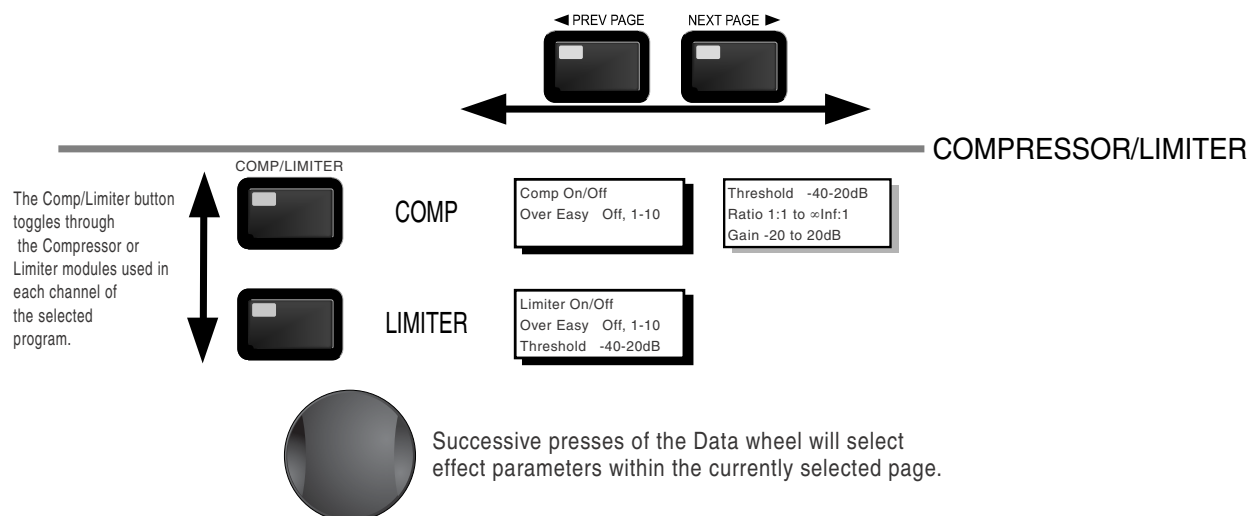 ◄ PREV PAGE
NEXT PAGE ►
COMPRESSOR/LIMITER
COMP/LIMITER
The Comp/Limiter button
toggles through
the Compressor or
Limiter modules used in
each channel of
the selected
program.
COMP
Comp On/Off
Over Easy Off, 1-10
Threshold -40-20dB
Ratio 1:1 to ∞Inf:1
Gain -20 to 20dB
LIMITER
Limiter On/Off
Over Easy Off, 1-10
Threshold -40-20dB
Successive presses of the Data wheel will select
effect parameters within the currently selected page.